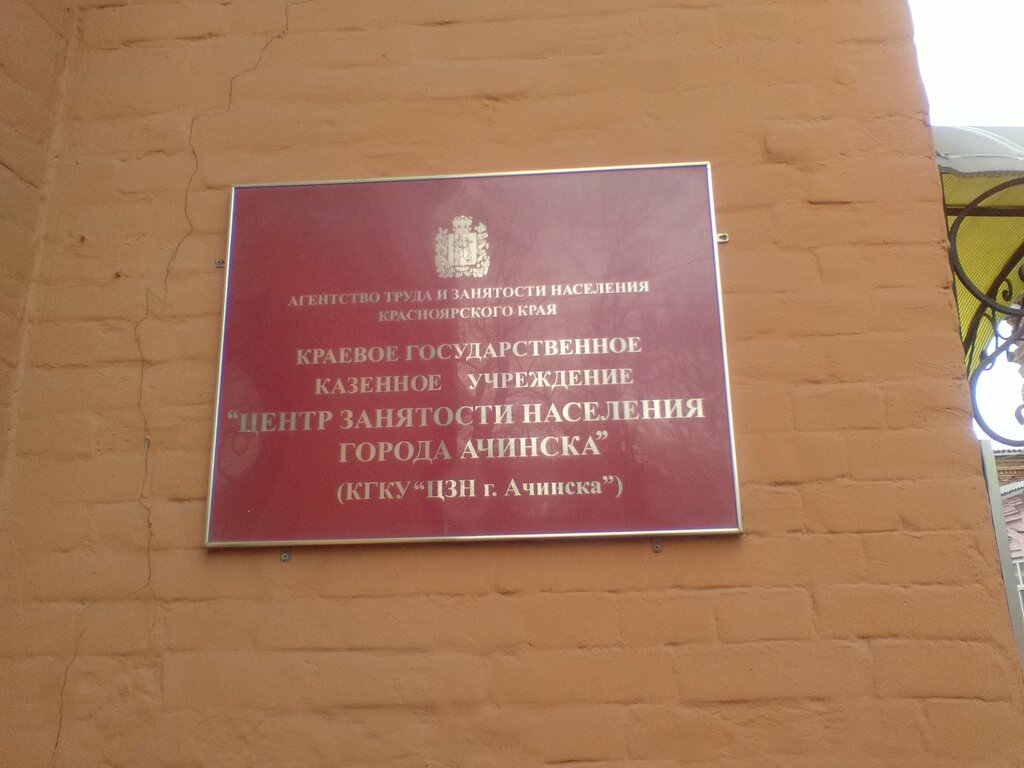 АГЕНТСТВО ТРУДА И ЗАНЯТОСТИ НАСЕЛЕНИЯ
КРАСНОЯРСКОГО КРАЯ
КРАЕВОЕ ГОСУДАРСТВЕННОЕ
КАЗЕННОЕ УЧРЕЖДЕНИЕ
“ЦЕНТР ЗАНЯТОСТИ НАСЕЛЕНИЯ
ГОРОДА АЧИНСКА”
(КГКУ “ЦЗН г. Ачинска”)